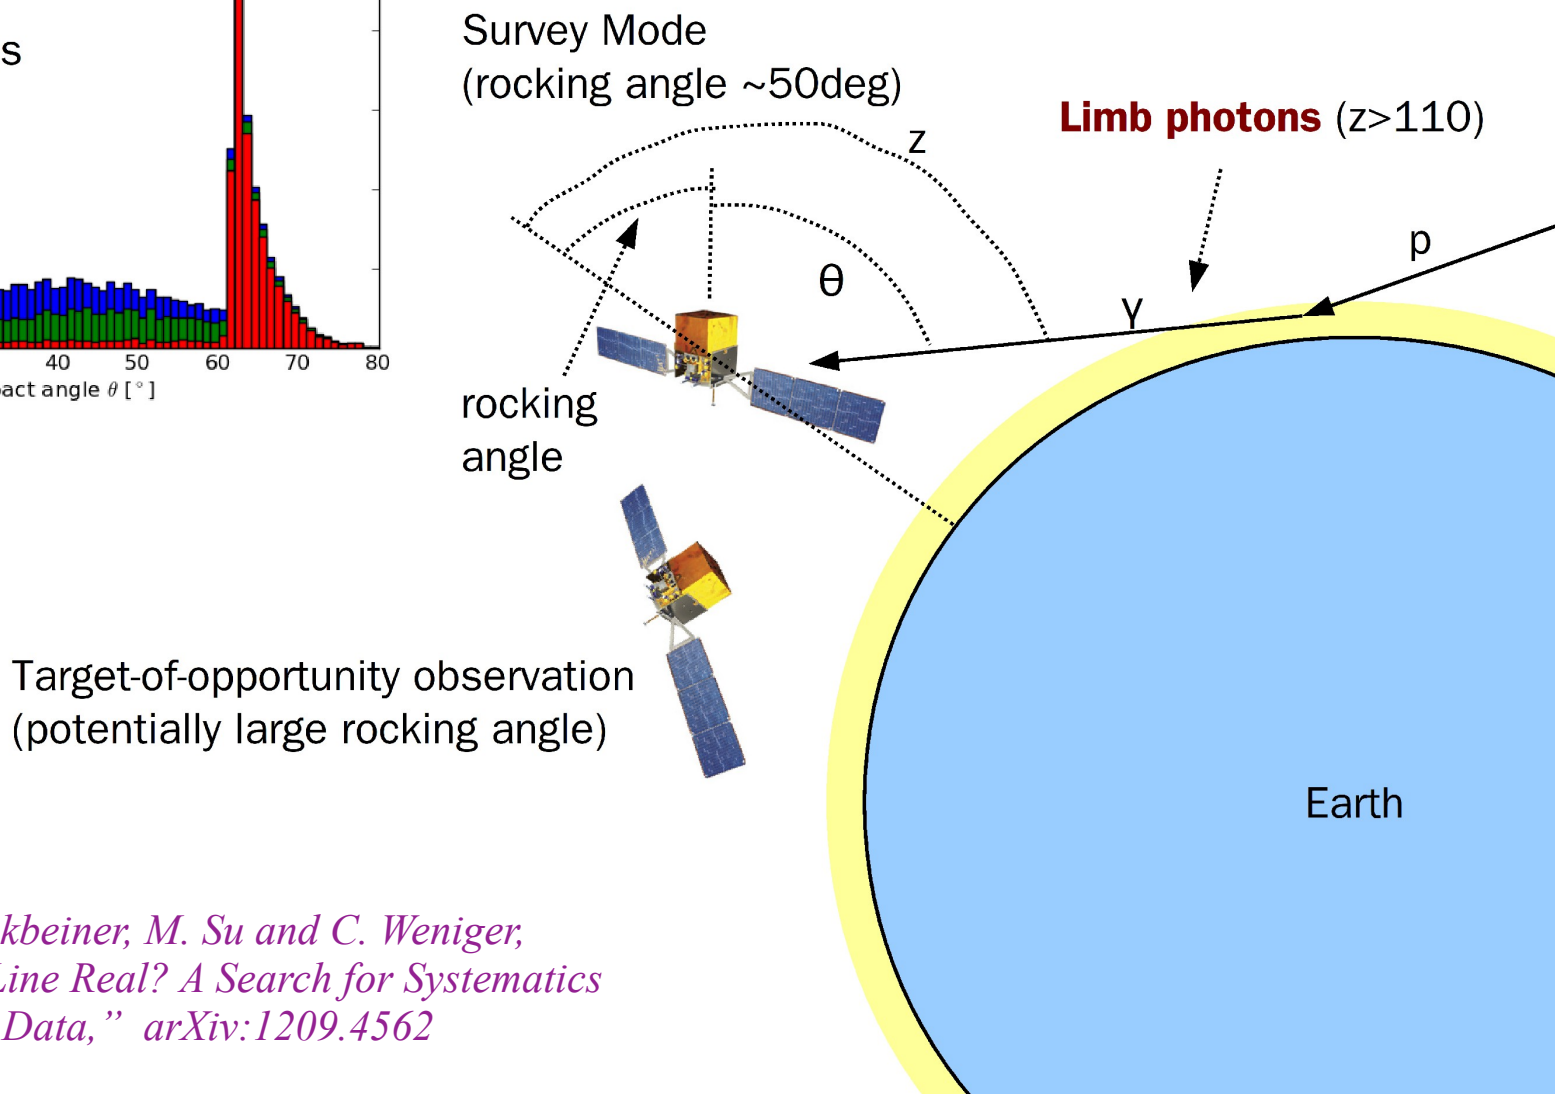 s
Survey Mode
(rocking angle ~50deg)
Limb photons (z>110)
z
p
θ
γ
40 50 60 70 80
act angle θ [°]
rocking
angle
Target-of-opportunity observation
(potentially large rocking angle)
Earth
kbeiner, M. Su and C. Weniger,
Line Real? A Search for Systematics
Data,” arXiv:1209.4562